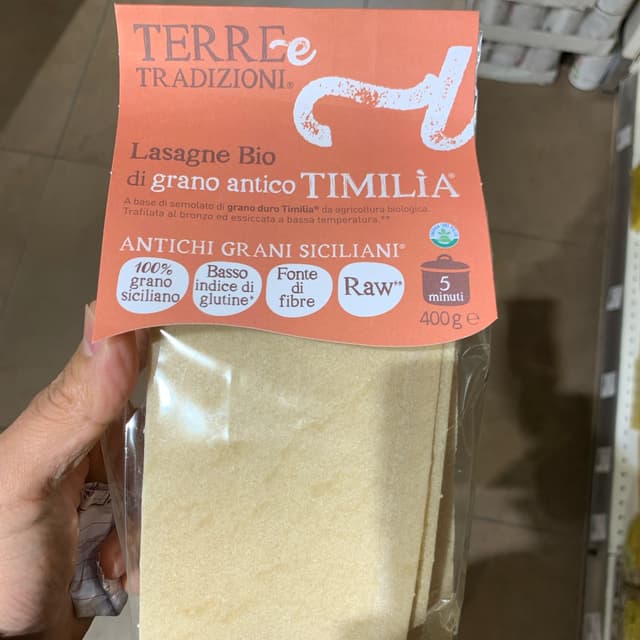 TERRE e
TRADIZIONI®
Lasagne Bio
di grano antico TIMILÌA®
A base di semolato di grano duro Timilia® da agricoltura biologica.
Trafilata al bronzo ed essiccata a bassa temperatura.**
ANTICHI GRANI SICILIANI®
100%
grano
siciliano
Basso
indice di
glutine*
Fonte
di
fibre
Raw**
5
minuti
400g e